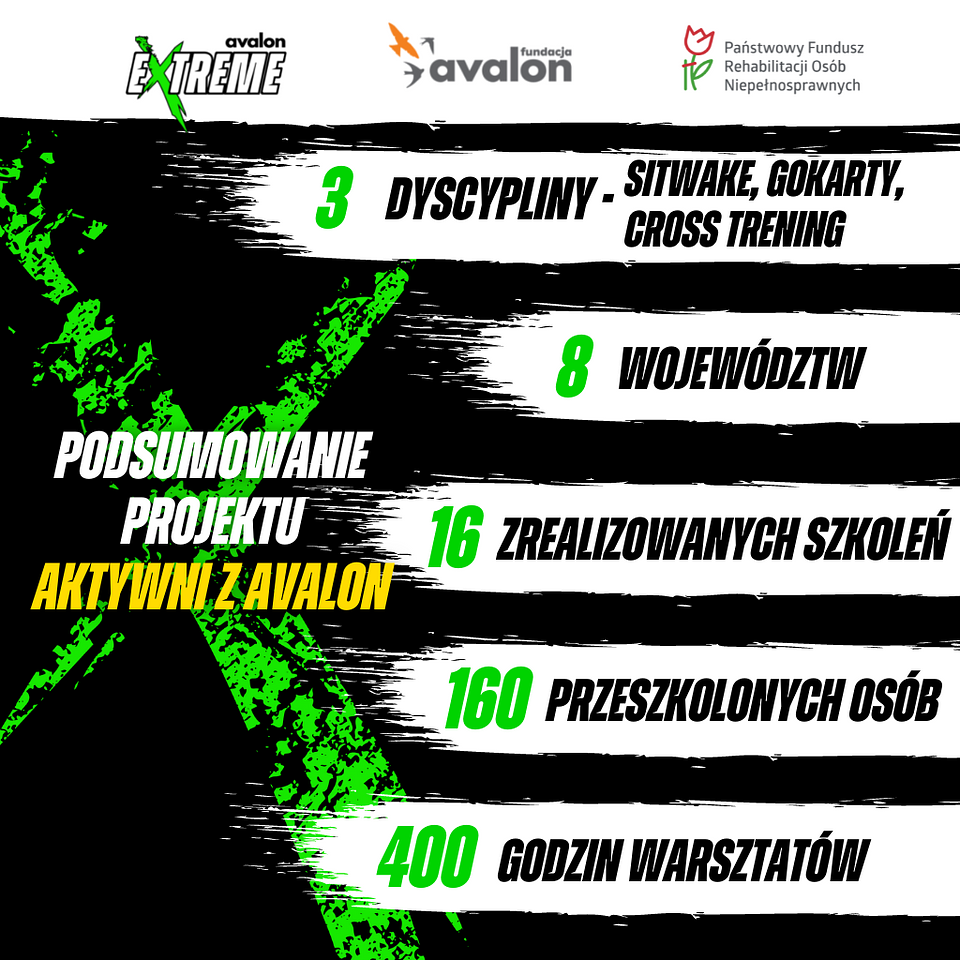 avalon
EXTREME
fundacja
avalon
Państwowy Fundusz
Rehabilitacji Osób
Niepełnosprawnych
3 DYSCYPLINY - SITWAKE, GOKARTY,
CROSS TRENING
8 WOJEWÓDZTW
PODSUMOWANIE
PROJEKTU
AKTYWNI Z AVALON
16 ZREALIZOWANYCH SZKOLEŃ
160 PRZESZKOLONYCH OSÓB
400 GODZIN WARSZTATÓW